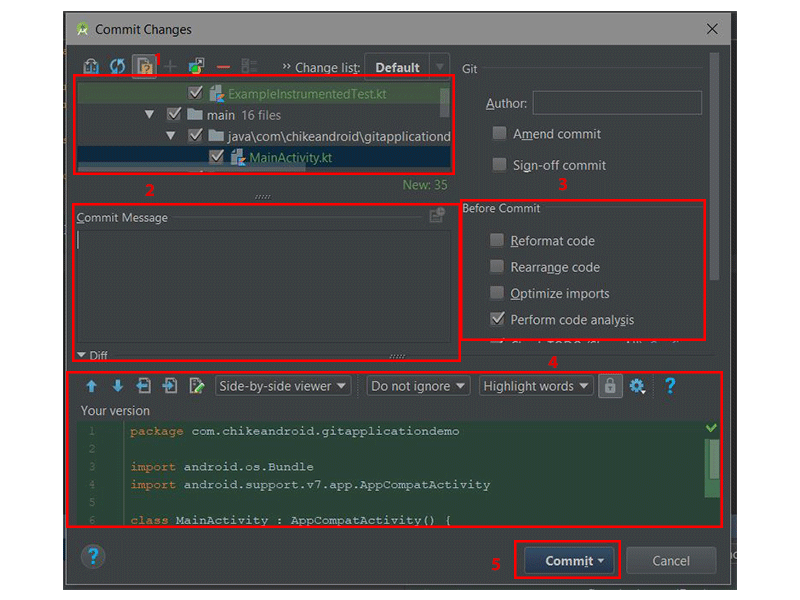 Commit Changes
1
Change list: Default
Git
ExampleInstrumentedTest.kt
main 16 files
java\com\chikeandroid\gitapplicationd
MainActivity.kt
New: 35
Author:
Amend commit
Sign-off commit
2
3
Commit Message
Before Commit
Reformat code
Rearrange code
Optimize imports
Perform code analysis
Diff
4
Side-by-side viewer
Do not ignore
Highlight words
?
Your version
1 package com.chikeandroid.gitapplicationdemo
2
3 import android.os.Bundle
4 import android.support.v7.app.AppCompatActivity
5
6 class MainActivity : AppCompatActivity() {
?
5
Commit
Cancel